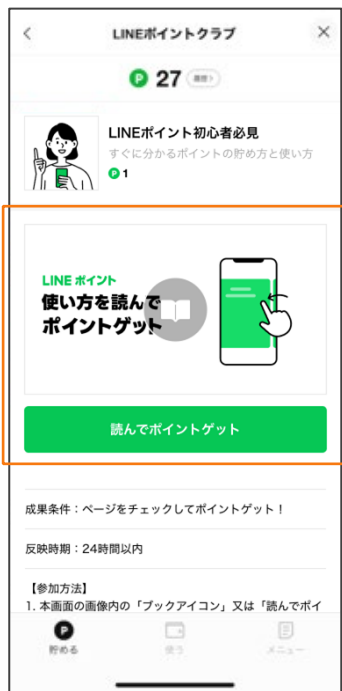 LINEポイントクラブ
P 27 履歴>
LINEポイント初心者必見
すぐに分かるポイントの貯め方と使い方
P 1
LINE ポイント
使い方を読んで
ポイントゲット
読んでポイントゲット
成果条件：ページをチェックしてポイントゲット！
反映時期：24時間以内
【参加方法】
1. 本画面の画像内の「ブックアイコン」又は「読んでポイ
P
貯める
使う
メニュー